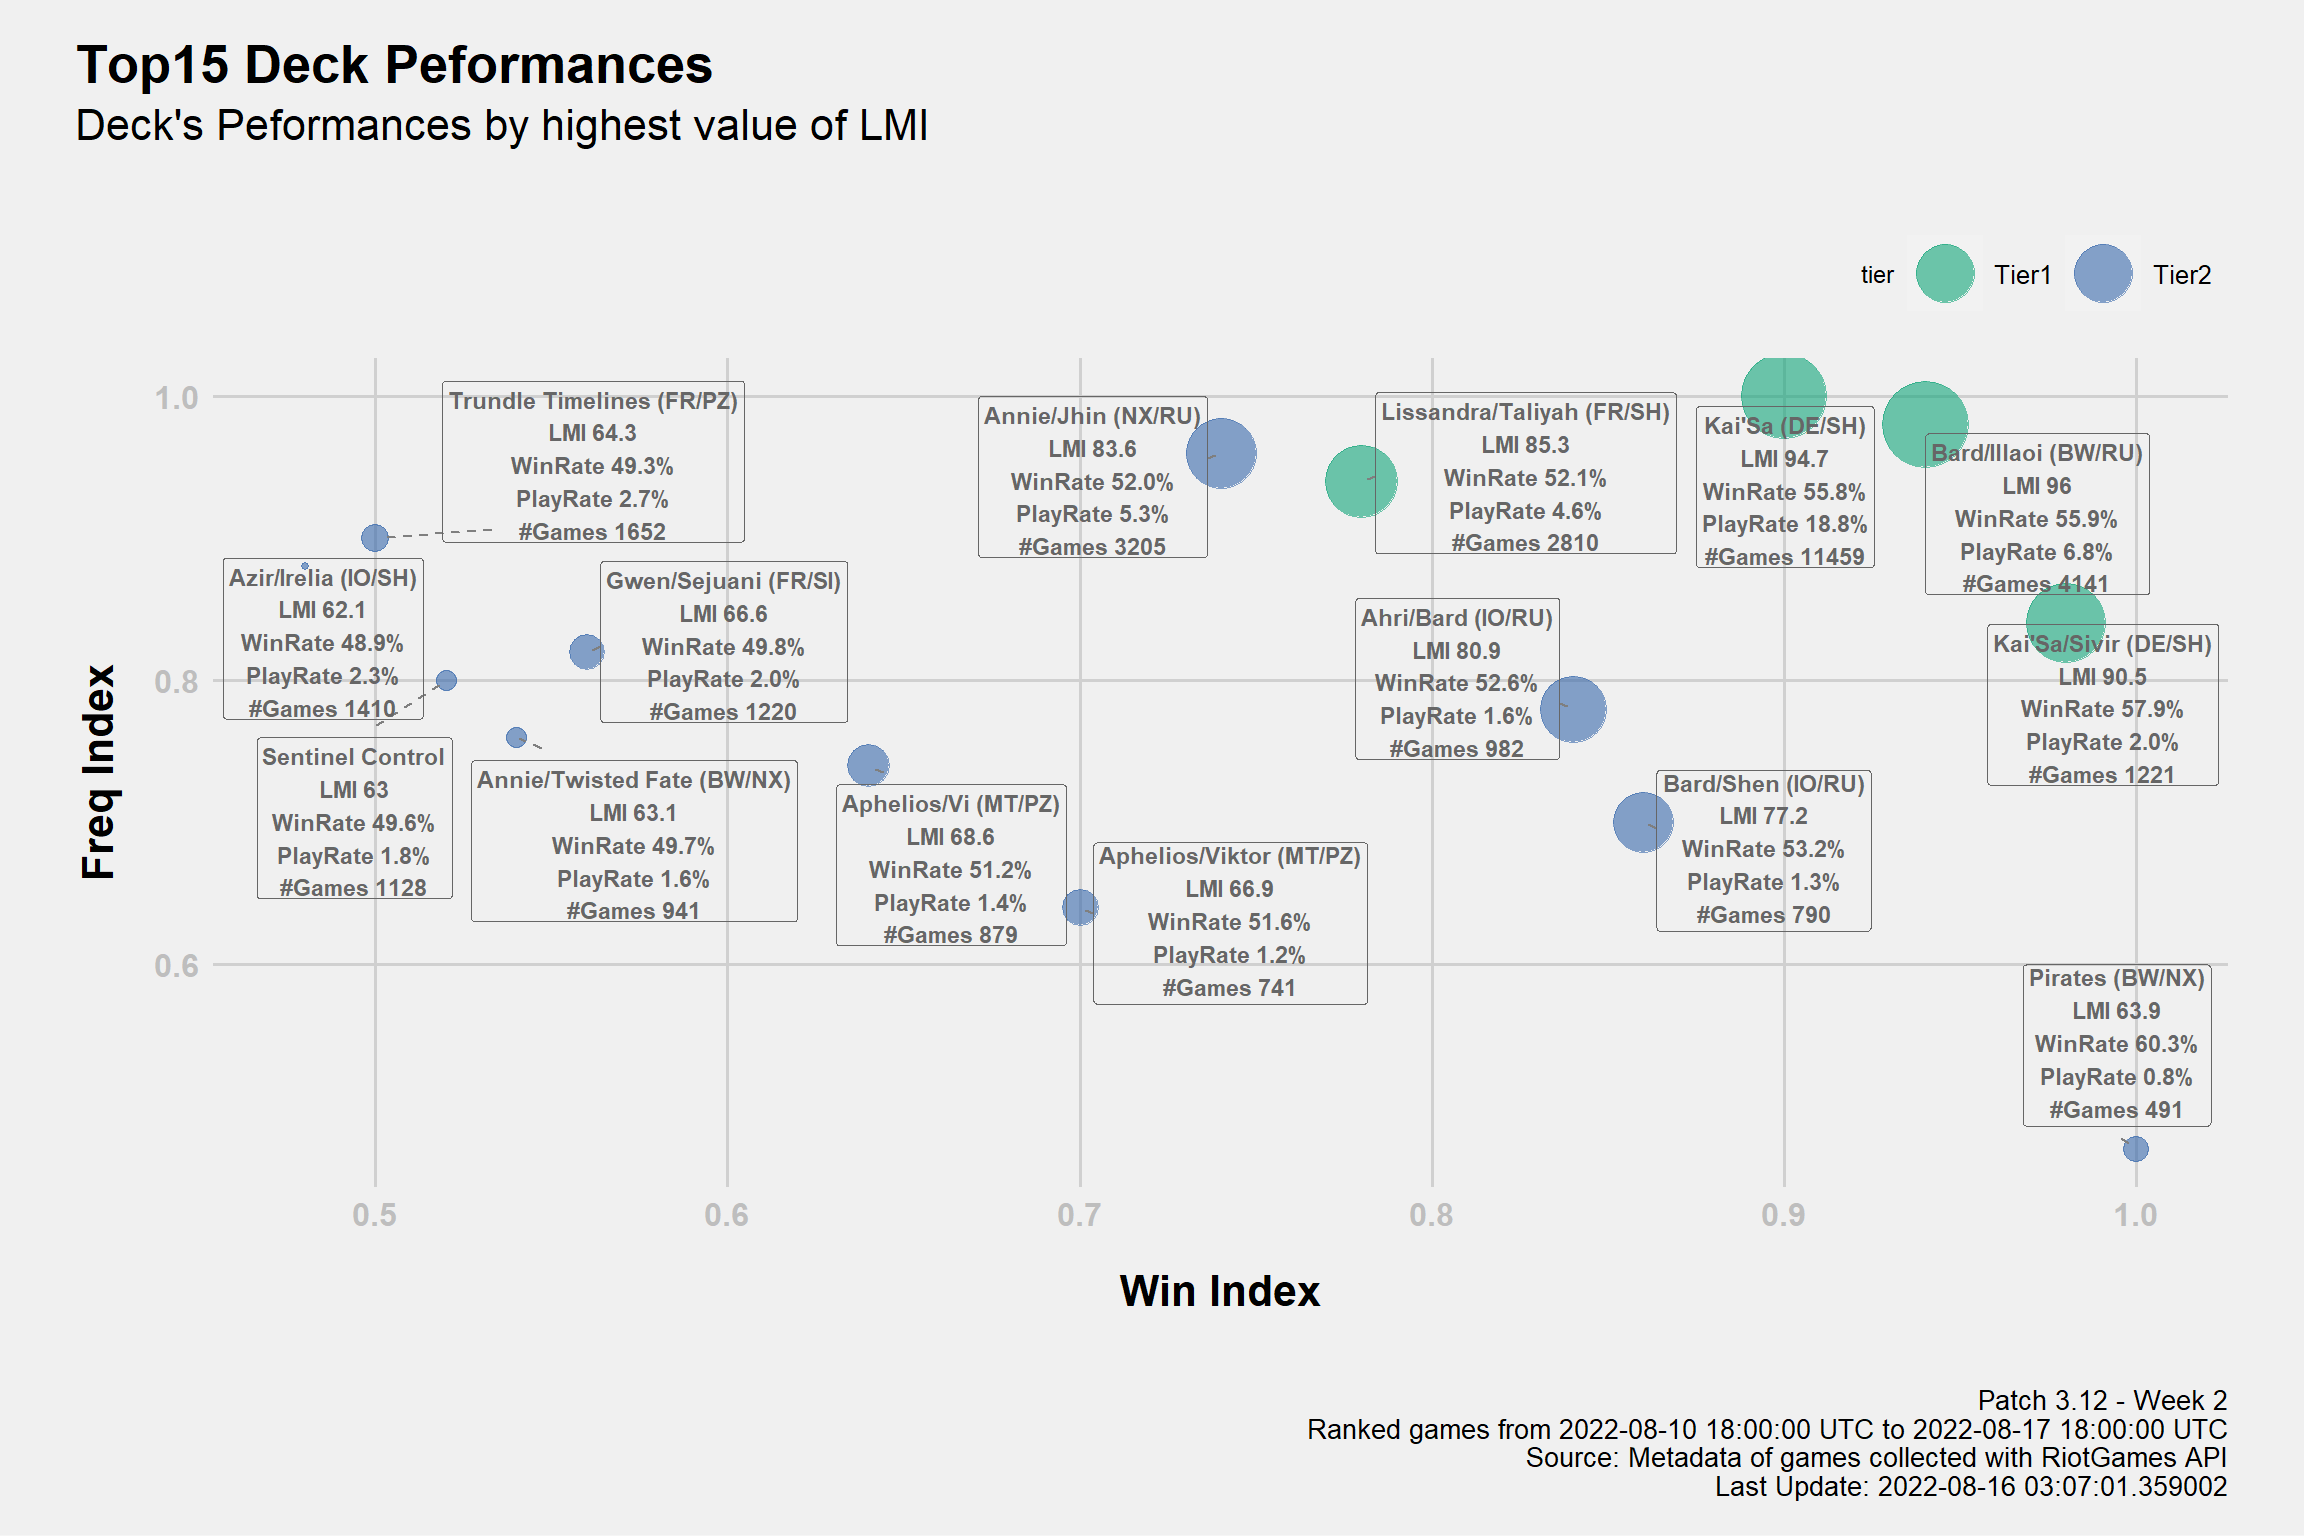 Top15 Deck Peformances
Deck's Peformances by highest value of LMI
tier
Tier1
Tier2
Freq Index
1.0
0.8
0.6
Trundle Timelines (FR/PZ)
LMI 64.3
WinRate 49.3%
PlayRate 2.7%
#Games 1652
Annie/Jhin (NX/RU)
LMI 83.6
WinRate 52.0%
PlayRate 5.3%
#Games 3205
Lissandra/Taliyah (FR/SH)
LMI 85.3
WinRate 52.1%
PlayRate 4.6%
#Games 2810
Kai'Sa (DE/SH)
LMI 94.7
WinRate 55.8%
PlayRate 18.8%
#Games 11459
Bard/Illaoi (BW/RU)
LMI 96
WinRate 55.9%
PlayRate 6.8%
#Games 4141
Azir/Irelia (IO/SH)
LMI 62.1
WinRate 48.9%
PlayRate 2.3%
#Games 1410
Gwen/Sejuani (FR/SI)
LMI 66.6
WinRate 49.8%
PlayRate 2.0%
#Games 1220
Ahri/Bard (IO/RU)
LMI 80.9
WinRate 52.6%
PlayRate 1.6%
#Games 982
Kai'Sa/Sivir (DE/SH)
LMI 90.5
WinRate 57.9%
PlayRate 2.0%
#Games 1221
Sentinel Control
LMI 63
WinRate 49.6%
PlayRate 1.8%
#Games 1128
Annie/Twisted Fate (BW/NX)
LMI 63.1
WinRate 49.7%
PlayRate 1.6%
#Games 941
Aphelios/Vi (MT/PZ)
LMI 68.6
WinRate 51.2%
PlayRate 1.4%
#Games 879
Aphelios/Viktor (MT/PZ)
LMI 66.9
WinRate 51.6%
PlayRate 1.2%
#Games 741
Bard/Shen (IO/RU)
LMI 77.2
WinRate 53.2%
PlayRate 1.3%
#Games 790
Pirates (BW/NX)
LMI 63.9
WinRate 60.3%
PlayRate 0.8%
#Games 491
0.5
0.6
0.7
0.8
0.9
1.0
Win Index
Patch 3.12 - Week 2
Ranked games from 2022-08-10 18:00:00 UTC to 2022-08-17 18:00:00 UTC
Source: Metadata of games collected with RiotGames API
Last Update: 2022-08-16 03:07:01.359002